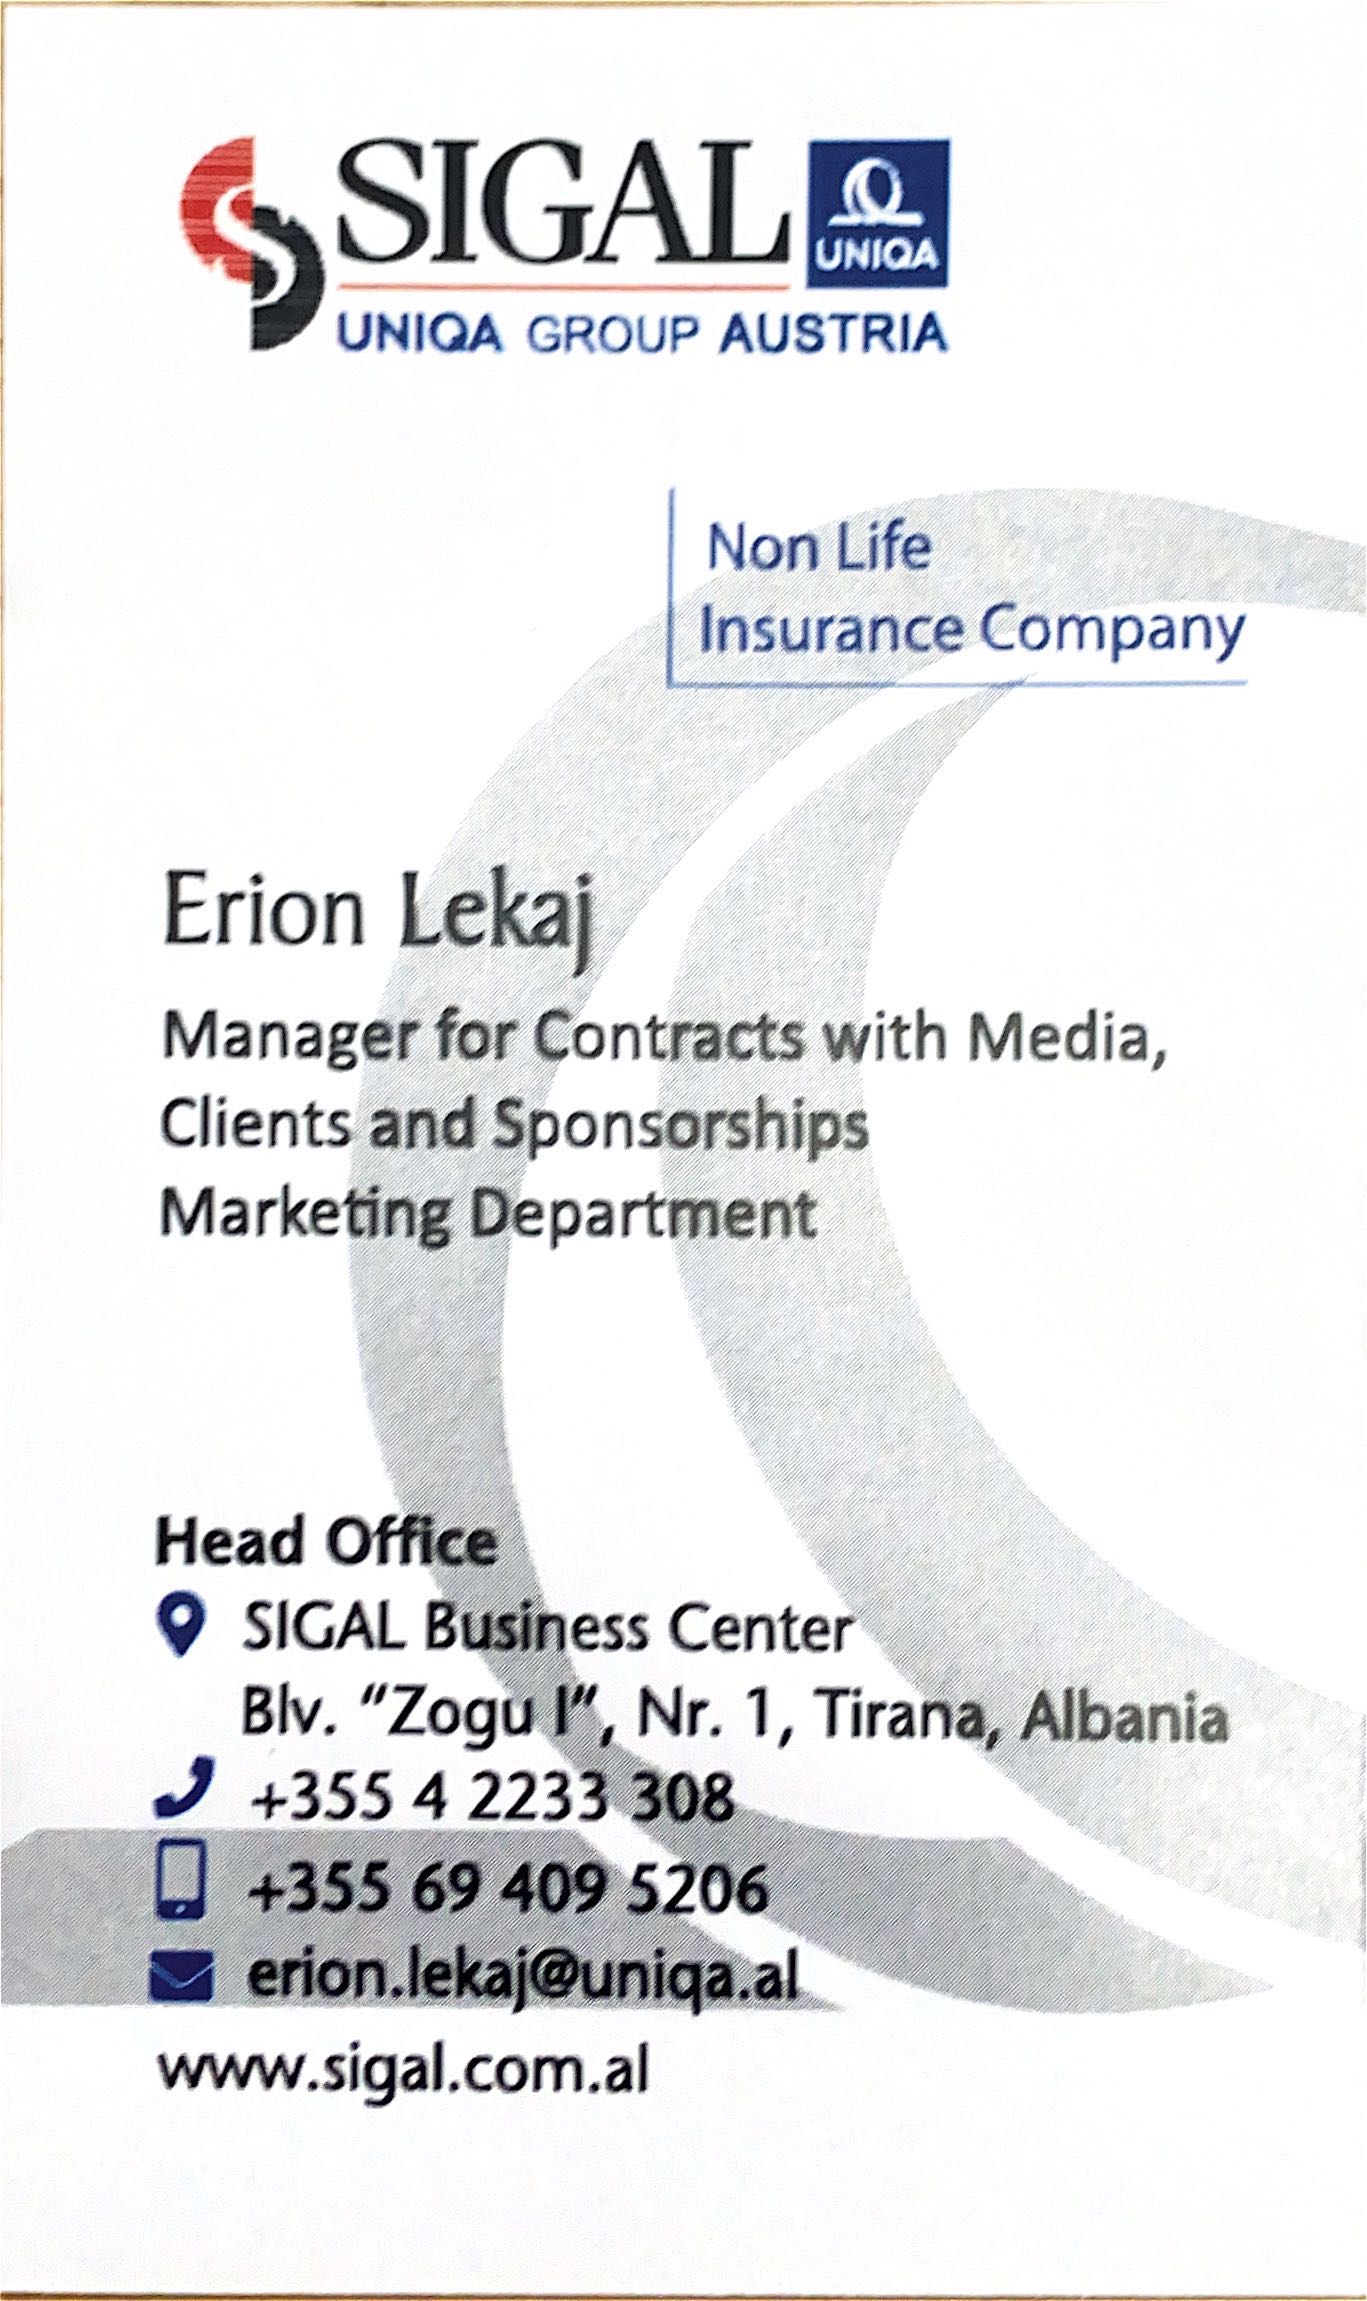 SIGAL
UNIQA
UNIQA GROUP AUSTRIA
Non Life
Insurance Company
Erion Lekaj
Manager for Contracts with Media,
Clients and Sponsorships
Marketing Department
Head Office
SIGAL Business Center
Blv. "Zogu I", Nr. 1, Tirana, Albania
+355 4 2233 308
+355 69 409 5206
erion.lekaj@uniqa.al
www.sigal.com.al